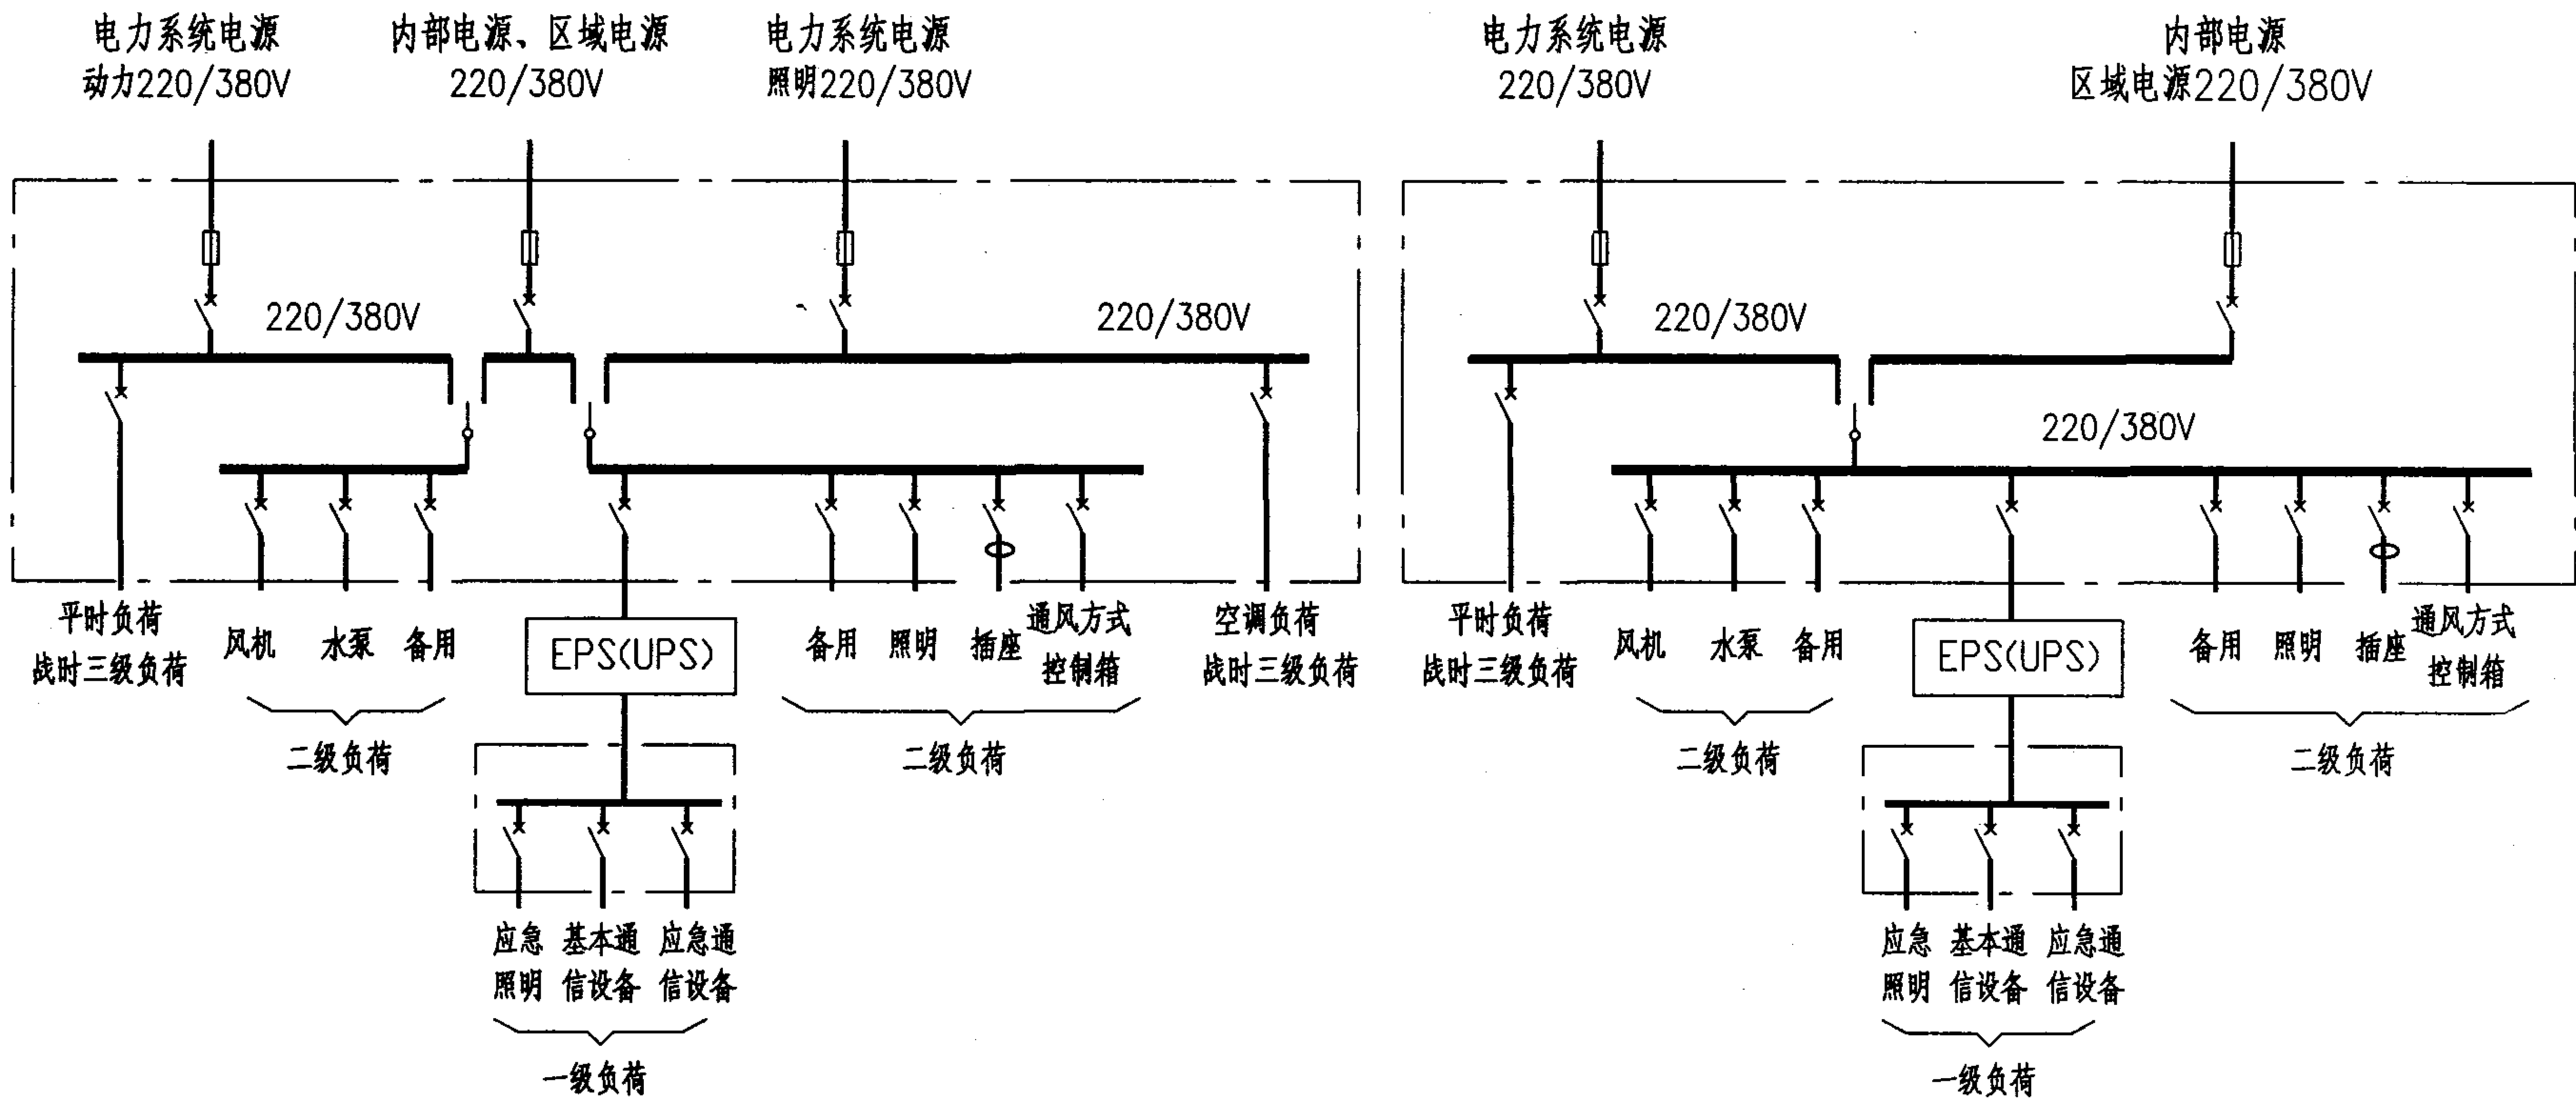 电力系统电源
动力220/380V
内部电源、区域电源
220/380V
电力系统电源
照明220/380V
220/380V
220/380V
平时负荷
战时三级负荷
风机
水泵
备用
二级负荷
EPS(UPS)
备用
照明
插座
通风方式
控制箱
二级负荷
空调负荷
战时三级负荷
应急
照明
基本通
信设备
应急通
信设备
一级负荷
电力系统电源
220/380V
内部电源
区域电源220/380V
220/380V
220/380V
平时负荷
战时三级负荷
风机
水泵
备用
二级负荷
EPS(UPS)
备用
照明
插座
通风方式
控制箱
二级负荷
应急
照明
基本通
信设备
应急通
信设备
一级负荷